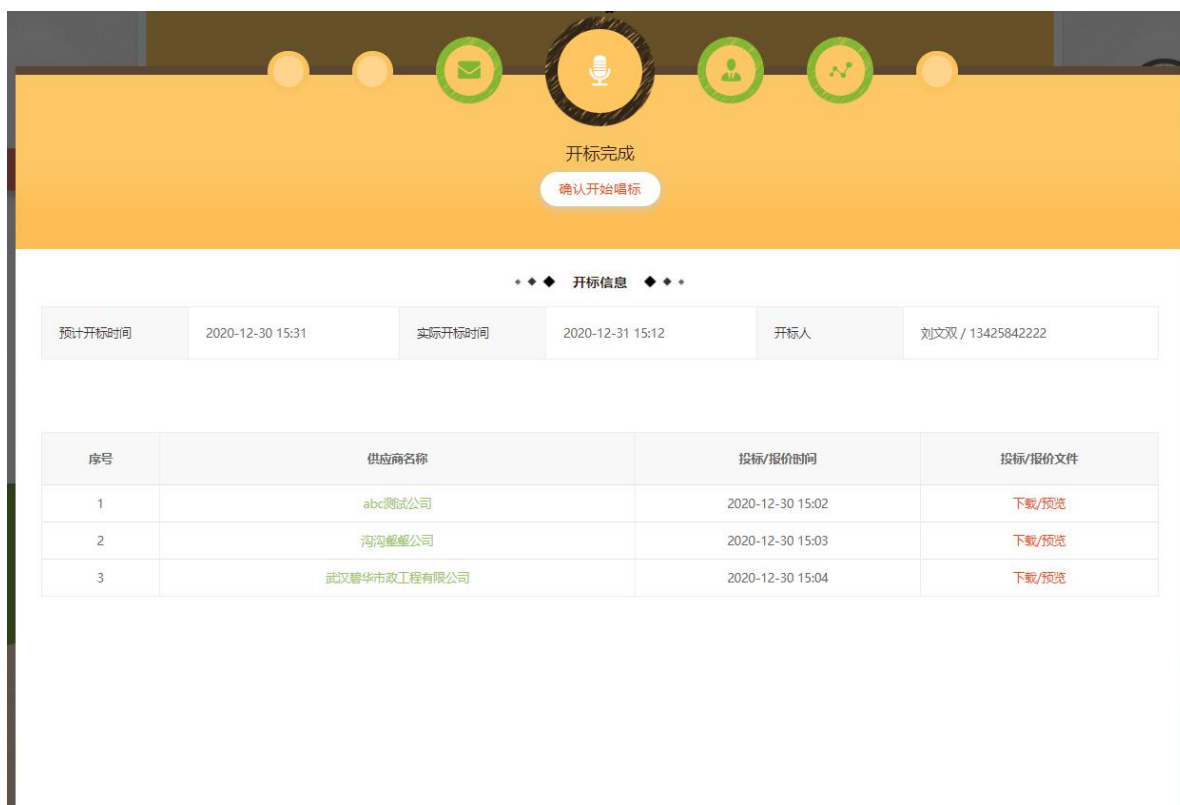 开标完成
确认开始唱标
开标信息
预计开标时间 2020-12-30 15:31 实际开标时间 2020-12-31 15:12 开标人 刘文双 / 13425842222
序号 供应商名称 投标/报价时间 投标/报价文件
1 abc测试公司 2020-12-30 15:02 下载/预览
2 沟沟壑壑公司 2020-12-30 15:03 下载/预览
3 武汉碧华市政工程有限公司 2020-12-30 15:04 下载/预览